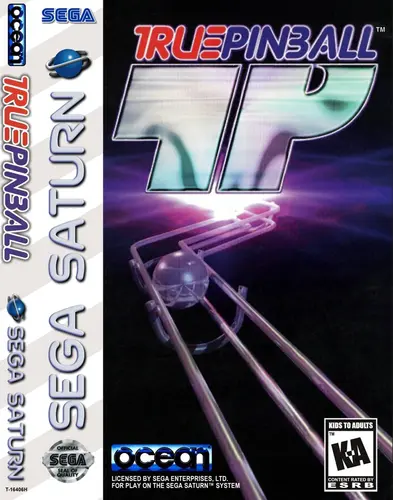 ocean
TRUEPINBALL
SEGA SATURN
T-16406H
SEGA
SEGA SATURN
OFFICIAL
SEGA
SEAL OF
QUALITY
TRUEPINBALL™
TP
ocean
LICENSED BY SEGA ENTERPRISES, LTD.
FOR PLAY ON THE SEGA SATURN™ SYSTEM
KIDS TO ADULTS
K-A
CONTENT RATED BY
ESRB